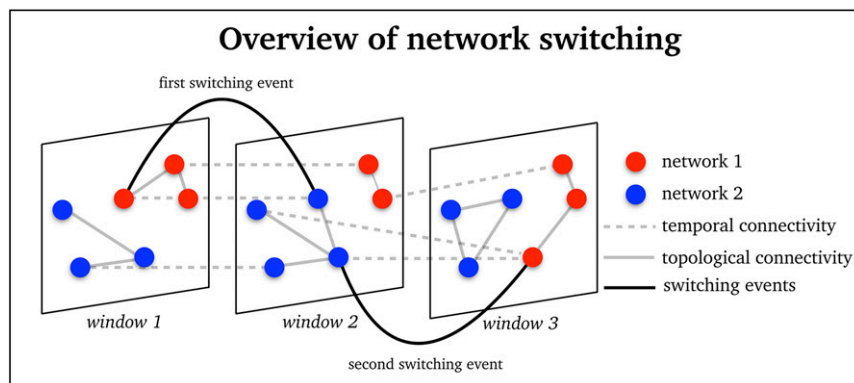 Overview of network switching
first switching event
network 1
network 2
temporal connectivity
topological connectivity
switching events
window 1
window 2
window 3
second switching event